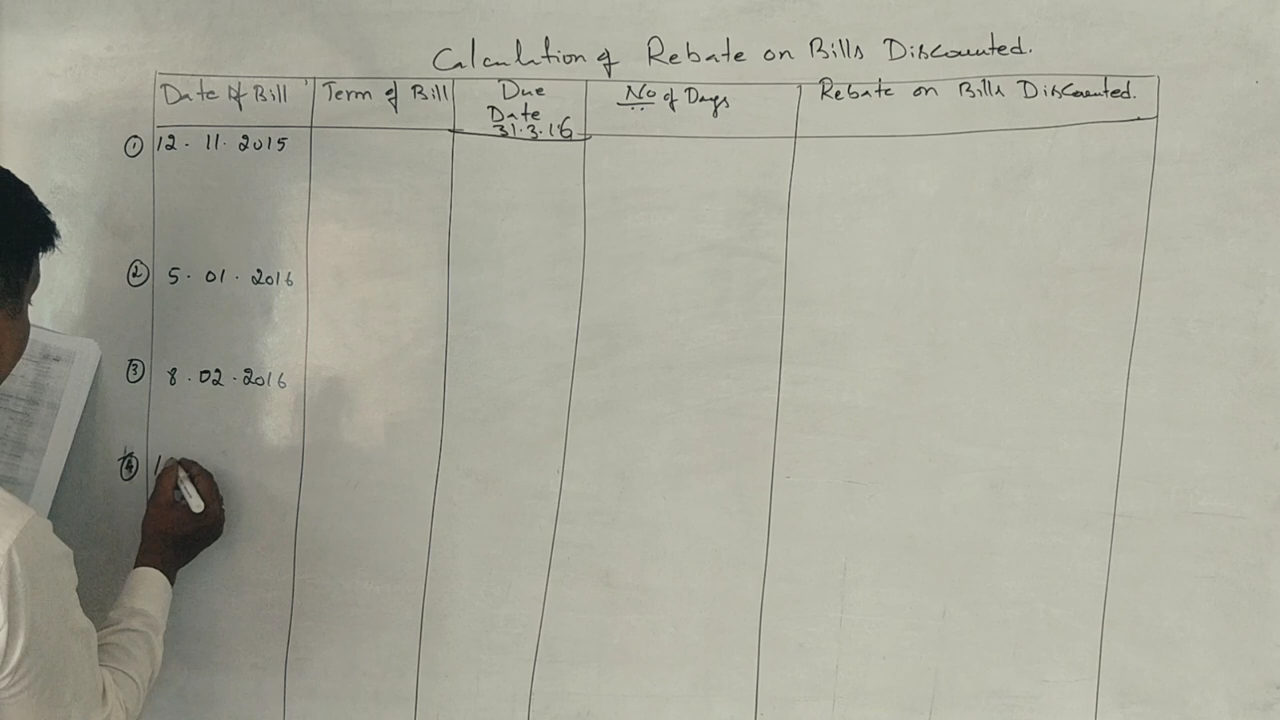 Calculation of Rebate on Bills Discounted.
Date of Bill Term of Bill Due Date 31.3.16 No of Days Rebate on Bills Discounted.
① 12. 11. 2015
② 5. 01. 2016
③ 8. 02. 2016
④ 1